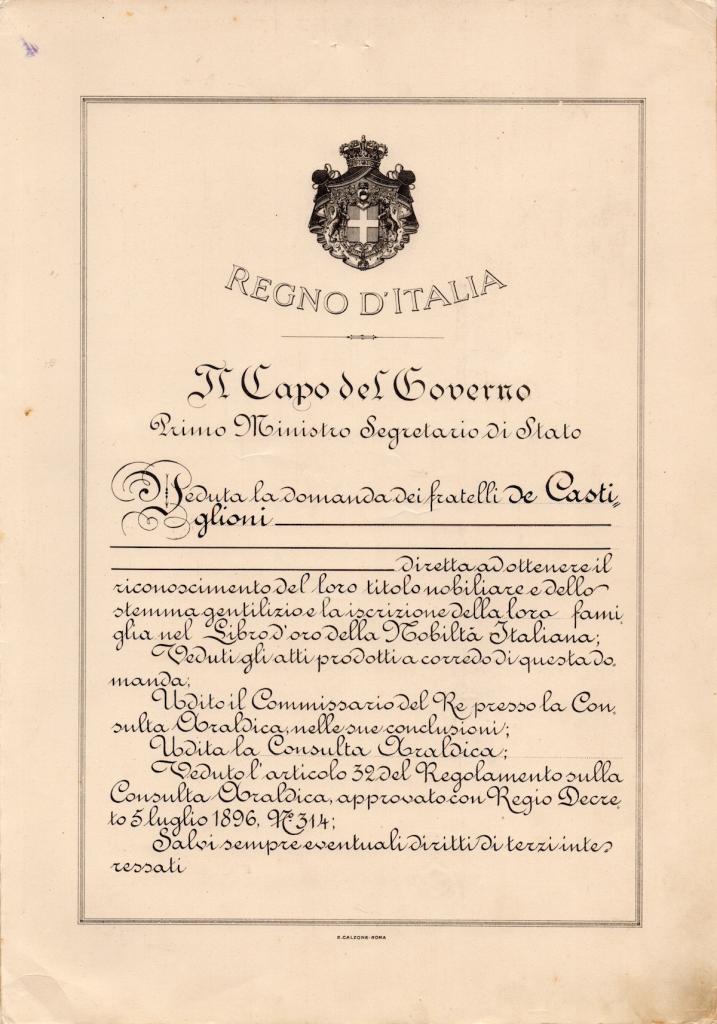 REGNO D'ITALIA
Il Capo del Governo
Primo Ministro Segretario di Stato
Veduta la domanda dei fratelli de Casti=
glioni
diretta ad ottenere il
riconoscimento del loro titolo nobiliare e dello
stemma gentilizio e la iscrizione della loro fami
glia nel Libro d'oro della Nobiltà Italiana;
Veduti gli atti prodotti a corredo di questa do
manda;
Udito il Commissario del Re presso la Con
sulta Araldica, nelle sue conclusioni;
Udita la Consulta Araldica;
Veduto l'articolo 32 del Regolamento sulla
Consulta Araldica, approvato con Regio Decre
to 5 luglio 1896, Nº 314;
Salvi sempre eventuali diritti di terzi inte
ressati
E. CALZONE-ROMA